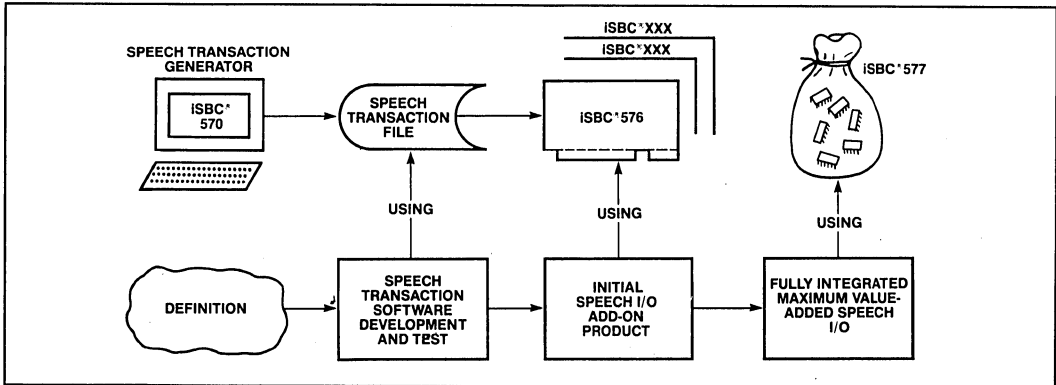 iSBC*XXX
iSBC*XXX
SPEECH TRANSACTION
GENERATOR
iSBC*
570
SPEECH
TRANSACTION
FILE
iSBC*576
iSBC*577
USING
USING
USING
DEFINITION
SPEECH
TRANSACTION
SOFTWARE
DEVELOPMENT
AND TEST
INITIAL
SPEECH I/O
ADD-ON
PRODUCT
FULLY INTEGRATED
MAXIMUM VALUE-
ADDED SPEECH
I/O